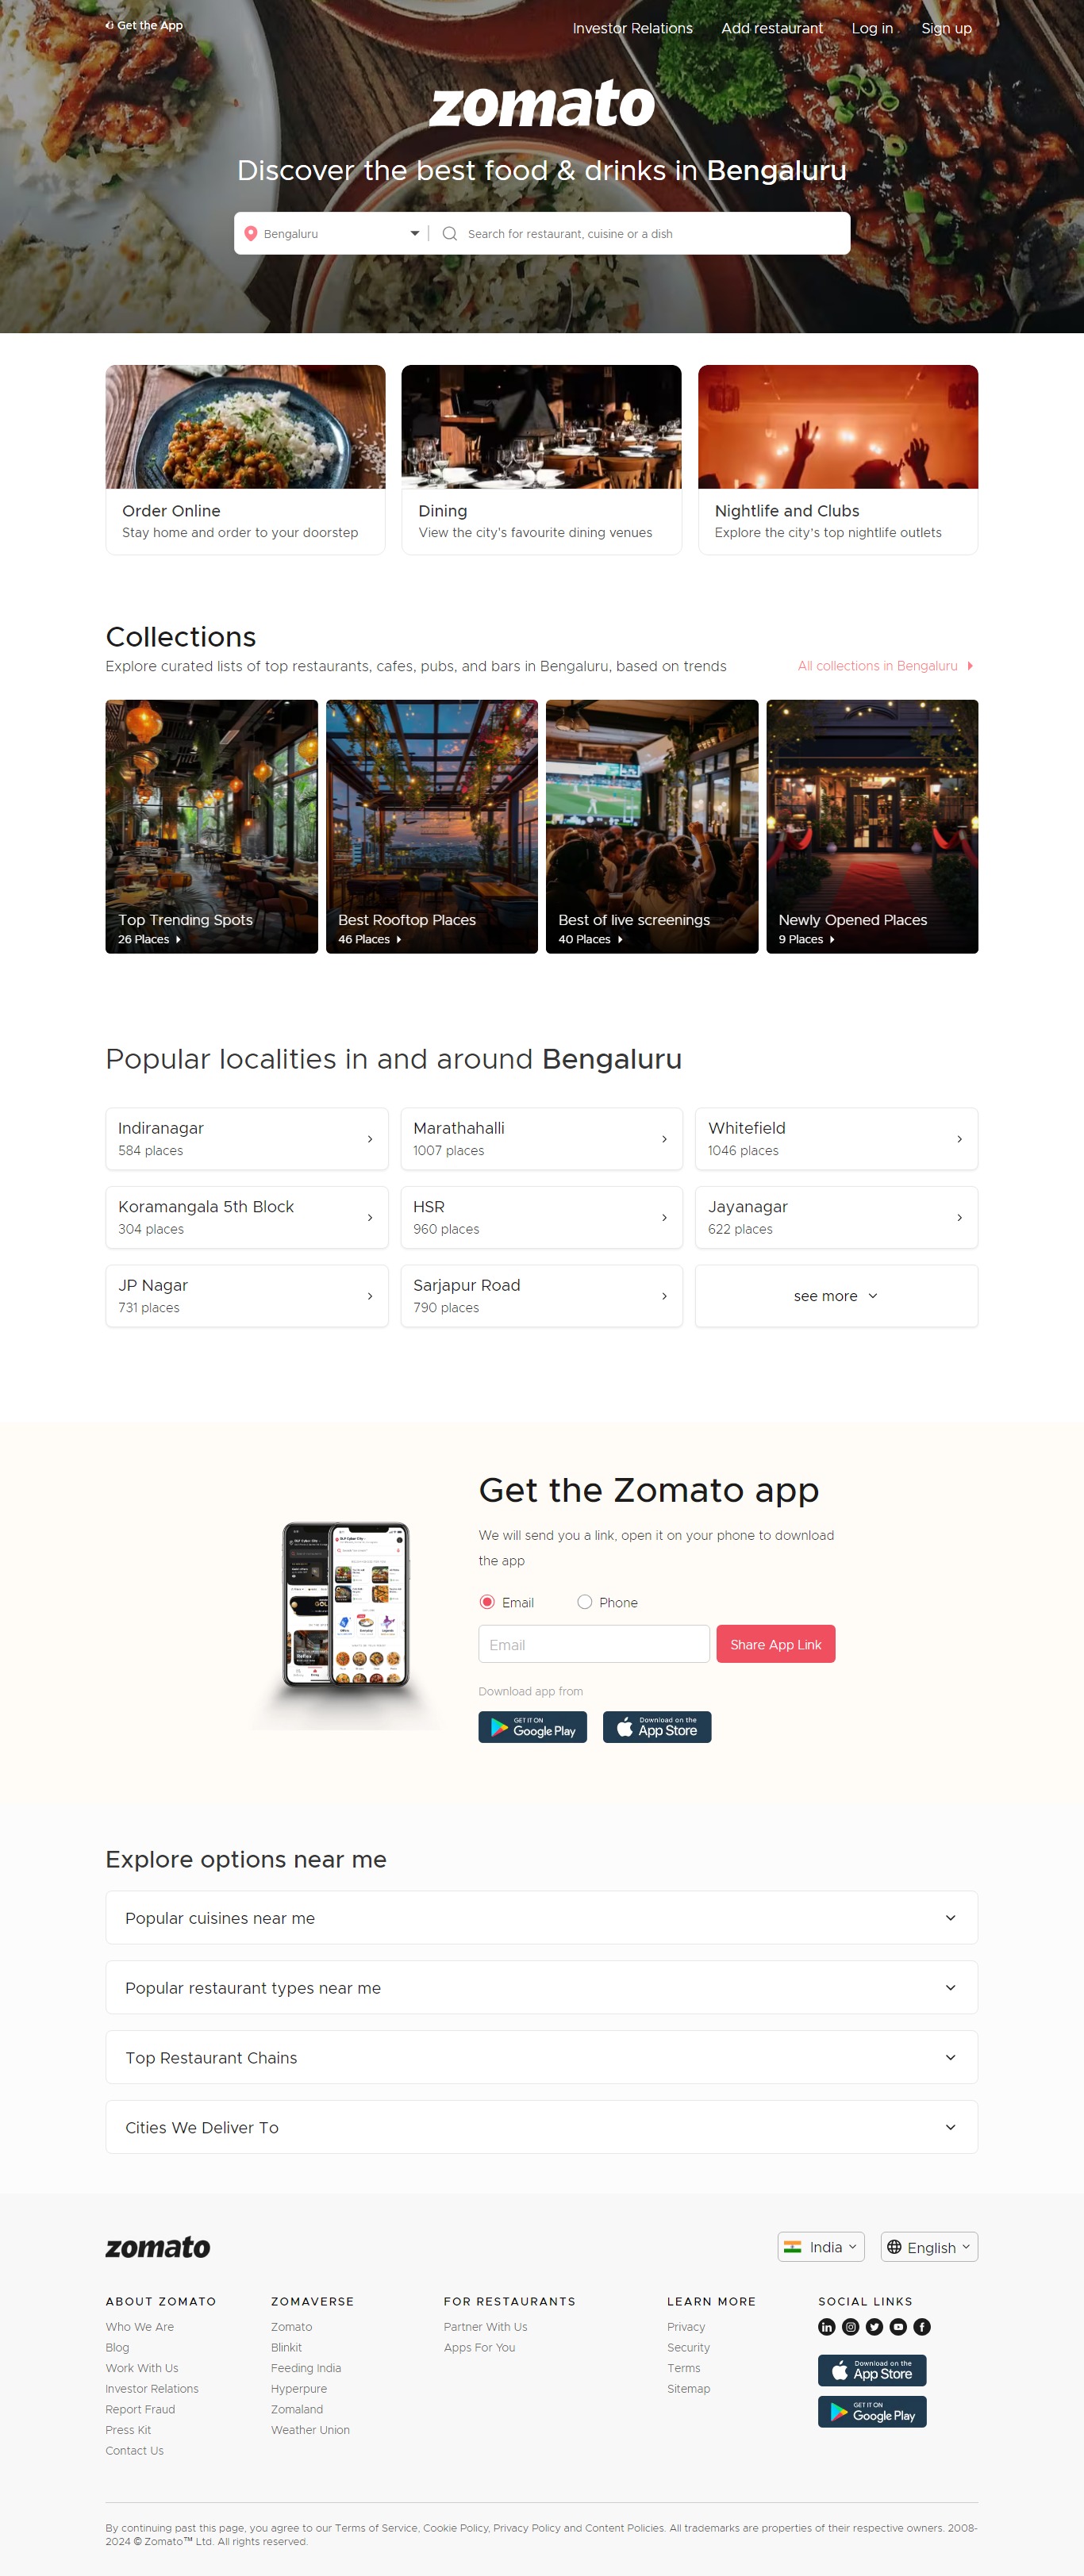 Get the App
Investor Relations
Add restaurant
Log in
Sign up
zomato
Discover the best food & drinks in Bengaluru
Bengaluru
Search for restaurant, cuisine or a dish
Order Online
Stay home and order to your doorstep
Dining
View the city's favourite dining venues
Nightlife and Clubs
Explore the city's top nightlife outlets
Collections
Explore curated lists of top restaurants, cafes, pubs, and bars in Bengaluru, based on trends
All collections in Bengaluru
Top Trending Spots
26 Places
Best Rooftop Places
46 Places
Best of live screenings
40 Places
Newly Opened Places
9 Places
Popular localities in and around Bengaluru
Indiranagar
584 places
Marathahalli
1007 places
Whitefield
1046 places
Koramangala 5th Block
304 places
HSR
960 places
Jayanagar
622 places
JP Nagar
731 places
Sarjapur Road
790 places
see more
Get the Zomato app
We will send you a link, open it on your phone to download
the app
Email
Phone
Email
Share App Link
Download app from
GET IT ON
Google Play
Download on the
App Store
Explore options near me
Popular cuisines near me
Popular restaurant types near me
Top Restaurant Chains
Cities We Deliver To
zomato
India
English
ABOUT ZOMATO
Who We Are
Blog
Work With Us
Investor Relations
Report Fraud
Press Kit
Contact Us
ZOMAVERSE
Zomato
Blinkit
Feeding India
Hyperpure
Zomaland
Weather Union
FOR RESTAURANTS
Partner With Us
Apps For You
LEARN MORE
Privacy
Security
Terms
Sitemap
SOCIAL LINKS
Download on the
App Store
GET IT ON
Google Play
By continuing past this page, you agree to our Terms of Service, Cookie Policy, Privacy Policy and Content Policies. All trademarks are properties of their respective owners. 2008-
2024 © Zomato™ Ltd. All rights reserved.